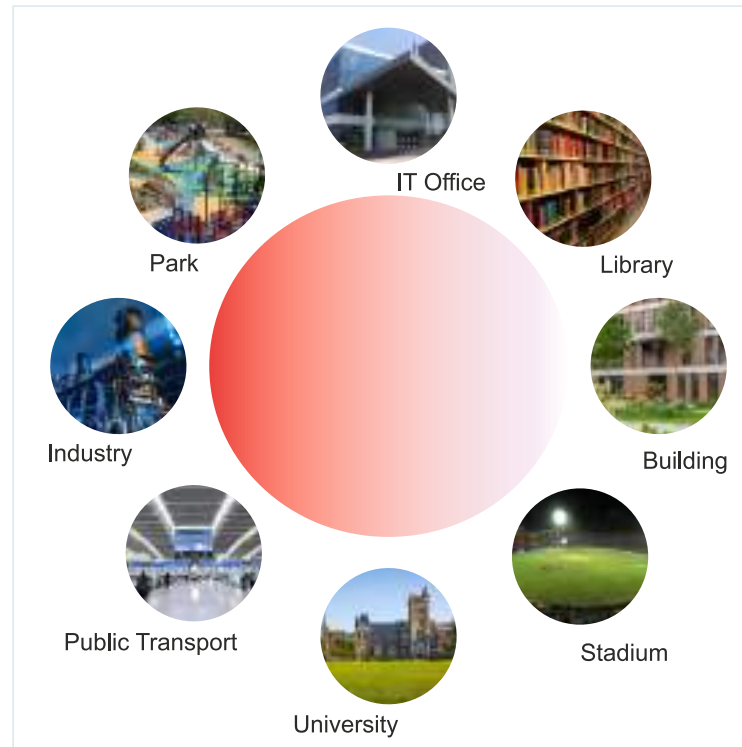 IT Office
Park
Library
Industry
Building
Public Transport
Stadium
University